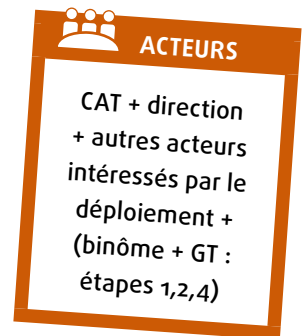 ACTEURS
CAT + direction
+ autres acteurs
intéressés par le
déploiement +
(binôme + GT :
étapes 1,2,4)